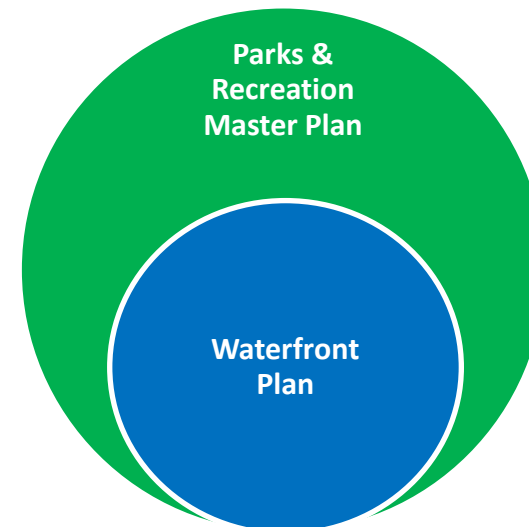 Parks &
Recreation
Master Plan
Waterfront
Plan